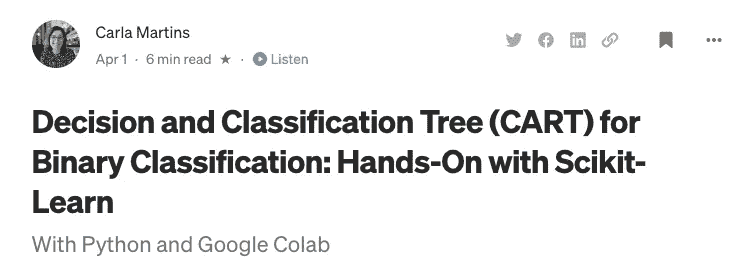 Carla Martins
Apr 1 · 6 min read ★ · Listen
Decision and Classification Tree (CART) for
Binary Classification: Hands-On with Scikit-
Learn
With Python and Google Colab